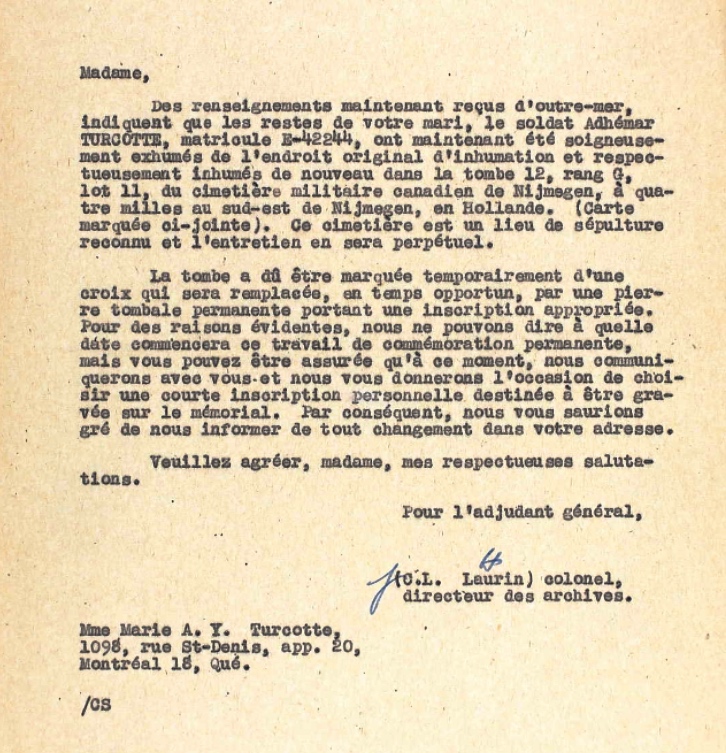 Madame,
Des renseignements maintenant reçus d'outre-mer,
indiquent que les restes de votre mari, le soldat Adhémar
TURCOTTE, matricule E-42244, ont maintenant été soigneuse-
ment exhumés de l'endroit original d'inhumation et respec-
tueusement inhumés de nouveau dans la tombe 12, rang G,
lot 11, du cimetière militaire canadien de Nijmegen, à qua-
tre milles au sud-est de Nijmegen, en Hollande. (Carte
marquée ci-jointe). Ce cimetière est un lieu de sépulture
reconnu et l'entretien en sera perpétuel.
La tombe a dû être marquée temporairement d'une
croix qui sera remplacée, en temps opportun, par une pier-
re tombale permanente portant une inscription appropriée.
Pour des raisons évidentes, nous ne pouvons dire à quelle
date commencera ce travail de commémoration permanente,
mais vous pouvez être assurée qu'à ce moment, nous communi-
querons avec vous et nous vous donnerons l'occasion de choi-
sir une courte inscription personnelle destinée à être gra-
vée sur le mémorial. Par conséquent, nous vous saurions
gré de nous informer de tout changement dans votre adresse.
Veuillez agréer, madame, mes respectueuses saluta-
tions.
Pour l'adjudant général,
(C.L. Laurin) colonel,
directeur des archives.
Mme Marie A. Y. Turcotte,
1098, rue St-Denis, app. 20,
Montréal 18, Qué.
/CS